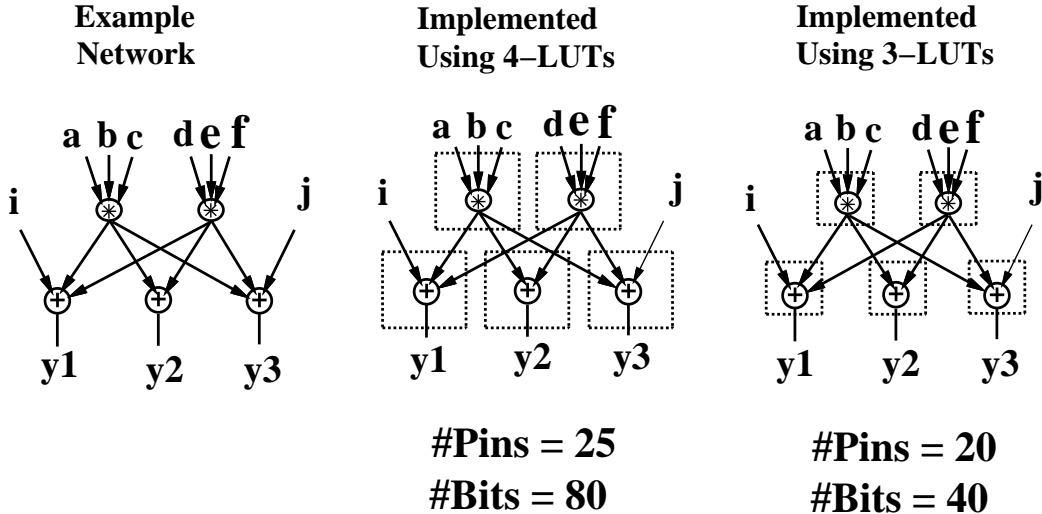 Example
Network
a b c d e f
i j
* *
+ + +
y1 y2 y3
Implemented
Using 4–LUTs
a b c d e f
i j
* *
+ + +
y1 y2 y3
#Pins = 25
#Bits = 80
Implemented
Using 3–LUTs
a b c d e f
i j
* *
+ + +
y1 y2 y3
#Pins = 20
#Bits = 40